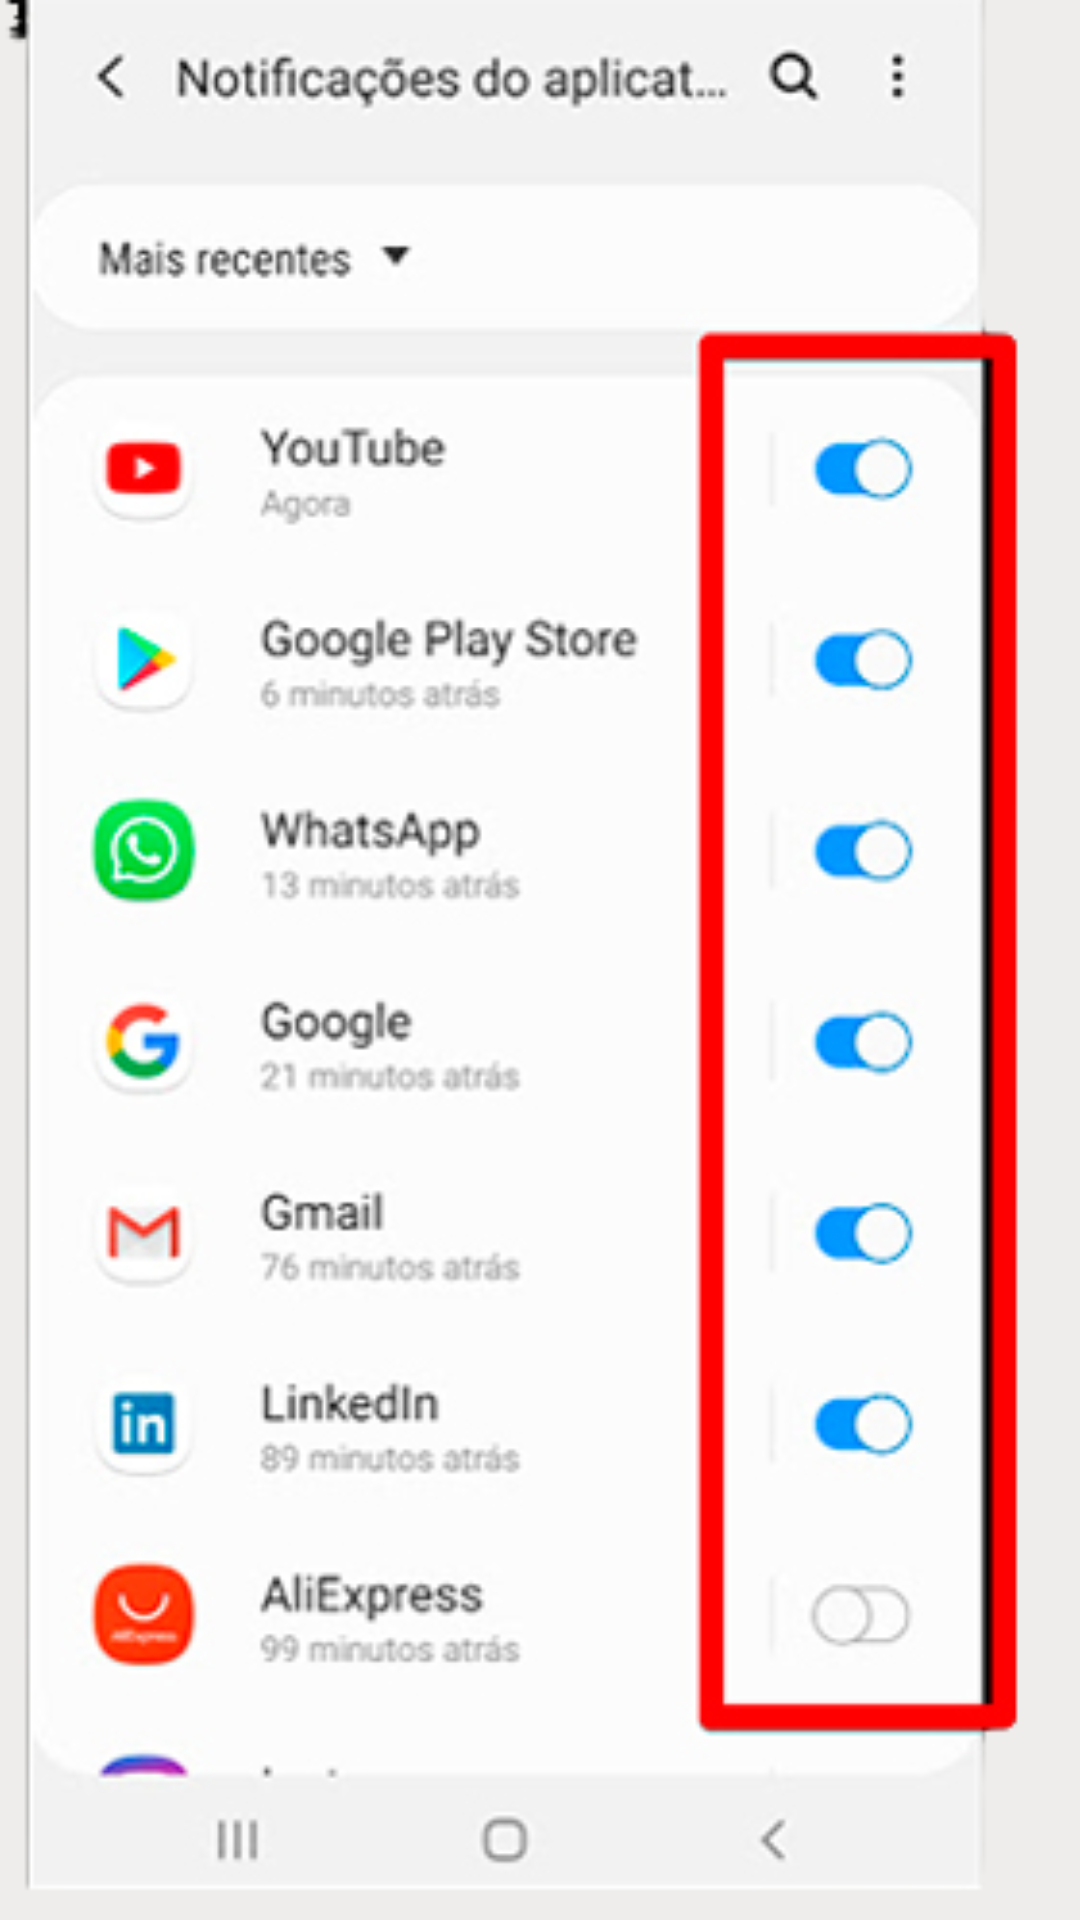 Notificações do aplicat...
Mais recentes
YouTube
Agora
Google Play Store
6 minutos atrás
WhatsApp
13 minutos atrás
Google
21 minutos atrás
Gmail
76 minutos atrás
LinkedIn
89 minutos atrás
AliExpress
99 minutos atrás